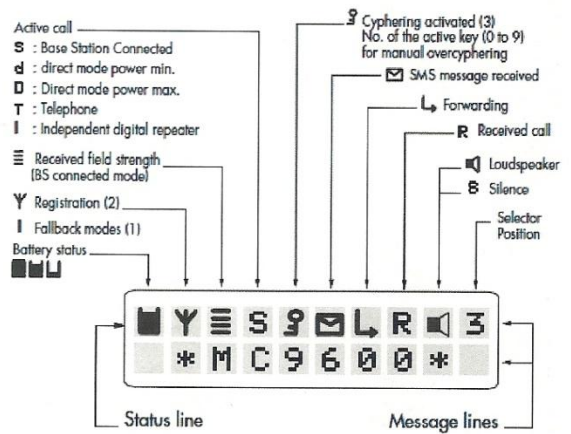 Active call
S : Base Station Connected
d : direct mode power min.
D : Direct mode power max.
T : Telephone
I : Independent digital repeater
Received field strength
(BS connected mode)
Registration (2)
I Fallback modes (1)
Battery status
Cyphering activated (3)
No. of the active key (0 to 9)
for manual overcyphering
SMS message received
Forwarding
R Received call
Loudspeaker
S Silence
Selector
Position
S R 3
* M C 9 6 0 0 *
Status line
Message lines